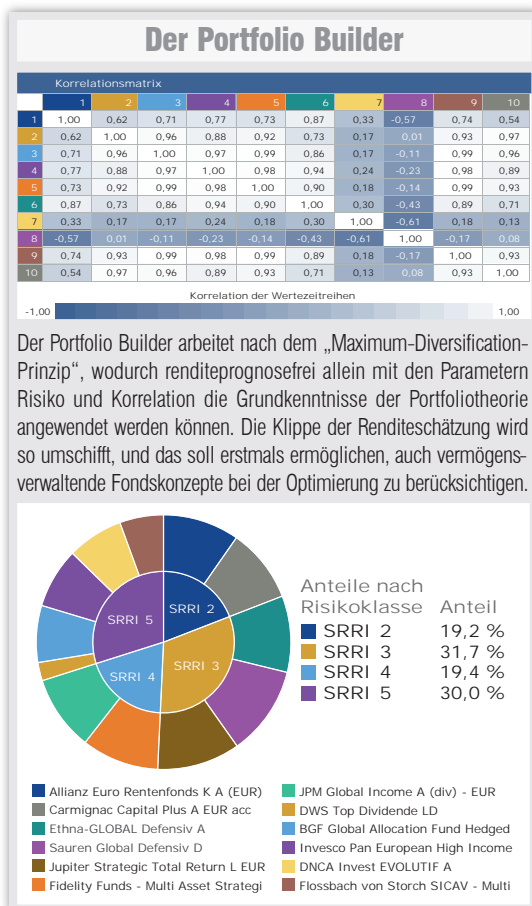 Der Portfolio Builder
Korrelationsmatrix
1 2 3 4 5 6 7 8 9 10
1 1,00 0,62 0,71 0,77 0,73 0,87 0,33 -0,57 0,74 0,54
2 0,62 1,00 0,96 0,88 0,92 0,73 0,17 0,01 0,93 0,97
3 0,71 0,96 1,00 0,97 0,99 0,86 0,17 -0,11 0,99 0,96
4 0,77 0,88 0,97 1,00 0,98 0,94 0,24 -0,23 0,98 0,89
5 0,73 0,92 0,99 0,98 1,00 0,90 0,18 -0,14 0,99 0,93
6 0,87 0,73 0,86 0,94 0,90 1,00 0,30 -0,43 0,89 0,71
7 0,33 0,17 0,17 0,24 0,18 0,30 1,00 -0,61 0,18 0,13
8 -0,57 0,01 -0,11 -0,23 -0,14 -0,43 -0,61 1,00 -0,17 0,08
9 0,74 0,93 0,99 0,98 0,99 0,89 0,18 -0,17 1,00 0,93
10 0,54 0,97 0,96 0,89 0,93 0,71 0,13 0,08 0,93 1,00
Korrelation der Wertezeitreihen
-1,00 1,00
Der Portfolio Builder arbeitet nach dem „Maximum-Diversification-
Prinzip“, wodurch renditeprognosefrei allein mit den Parametern
Risiko und Korrelation die Grundkenntnisse der Portfoliotheorie
angewendet werden können. Die Klippe der Renditeschätzung wird
so umschifft, und das soll erstmals ermöglichen, auch vermögens-
verwaltende Fondskonzepte bei der Optimierung zu berücksichtigen.
SRRI 5
SRRI 2
SRRI 4
SRRI 3
Anteile nach
Risikoklasse Anteil
SRRI 2 19,2 %
SRRI 3 31,7 %
SRRI 4 19,4 %
SRRI 5 30,0 %
Allianz Euro Rentenfonds K A (EUR)
Carmignac Capital Plus A EUR acc
Ethna-GLOBAL Defensiv A
Sauren Global Defensiv D
Jupiter Strategic Total Return L EUR
Fidelity Funds - Multi Asset Strategi
JPM Global Income A (div) - EUR
DWS Top Dividende LD
BGF Global Allocation Fund Hedged
Invesco Pan European High Income
DNCA Invest EVOLUTIF A
Flossbach von Storch SICAV - Multi